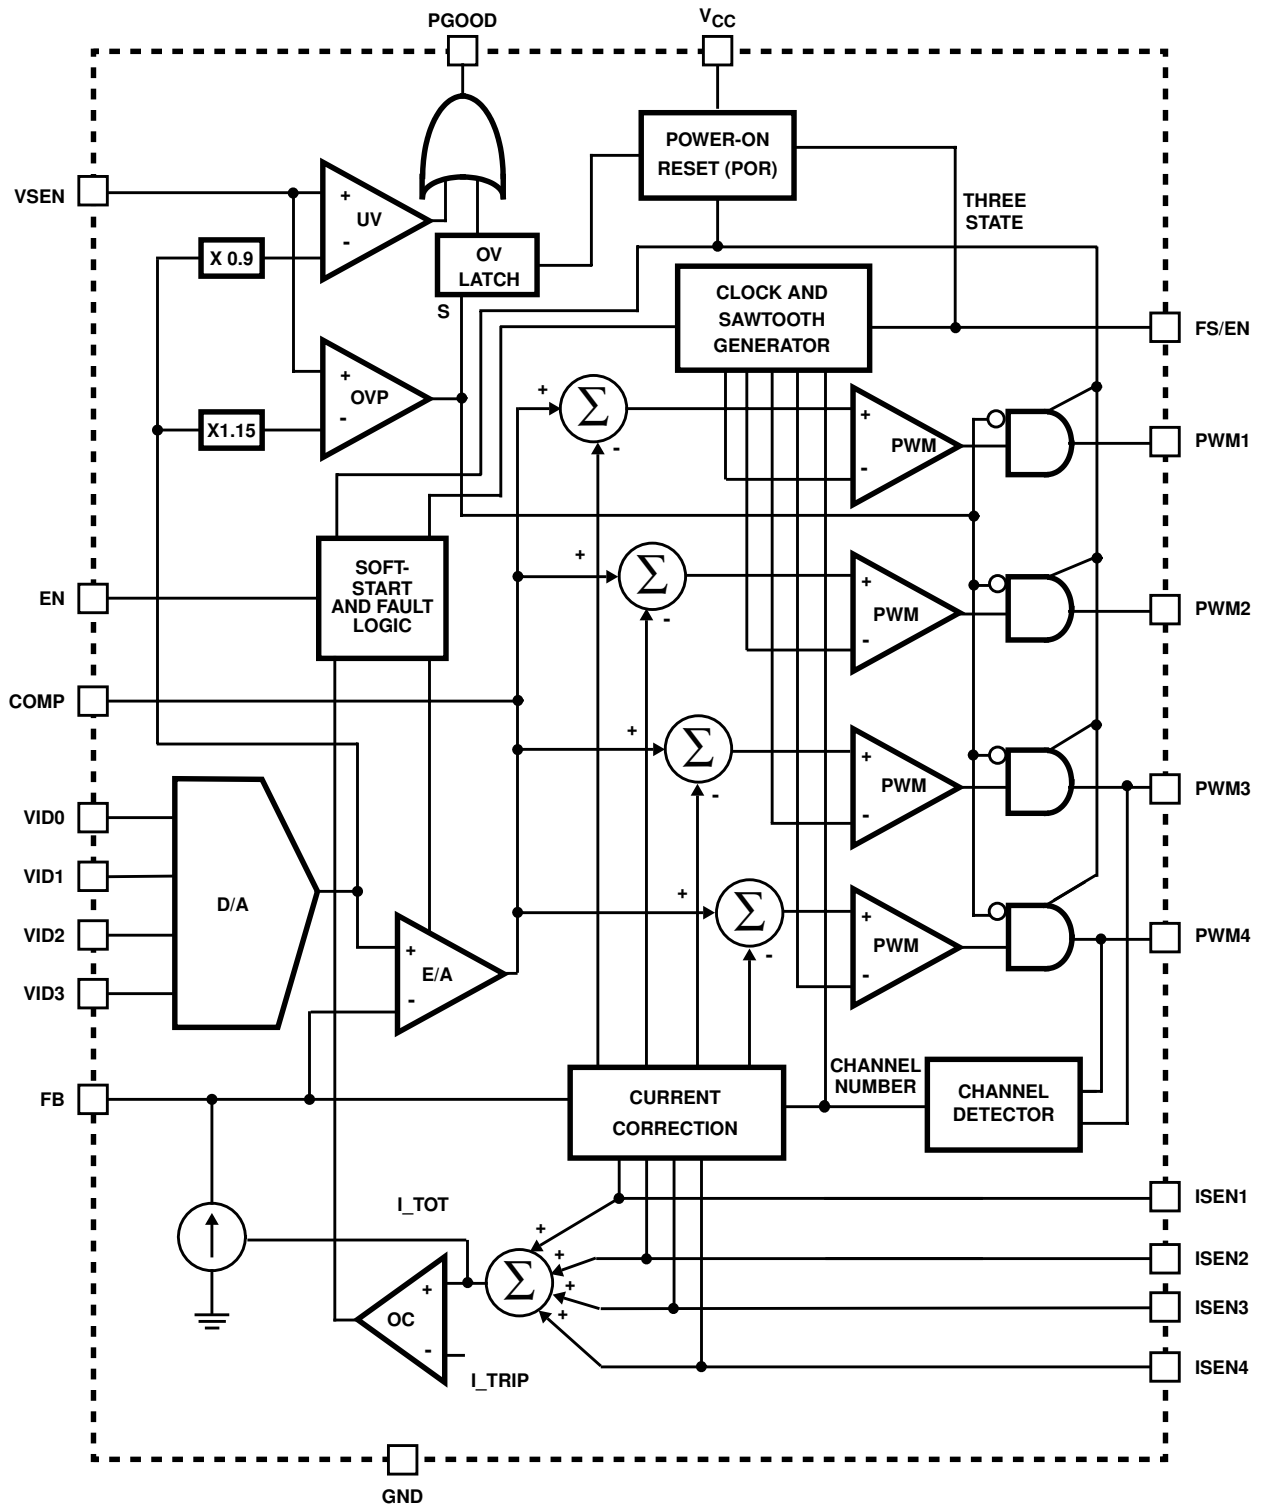 PGOOD
VCC
POWER-ON
RESET (POR)
VSEN
+
UV
-
THREE
STATE
X 0.9
OV
LATCH
S
CLOCK AND
SAWTOOTH
GENERATOR
FS/EN
+
OVP
-
X1.15
+
Σ
-
+
PWM
-
PWM1
SOFT-
START
AND FAULT
LOGIC
EN
+
Σ
-
+
PWM
-
PWM2
COMP
+
Σ
-
+
PWM
-
PWM3
VID0
VID1
D/A
VID2
VID3
+
E/A
-
+
Σ
-
+
PWM
-
PWM4
FB
CURRENT
CORRECTION
CHANNEL
NUMBER
CHANNEL
DETECTOR
I_TOT
ISEN1
+
+
ISEN2
Σ
+
+
ISEN3
+
OC
-
I_TRIP
ISEN4
GND